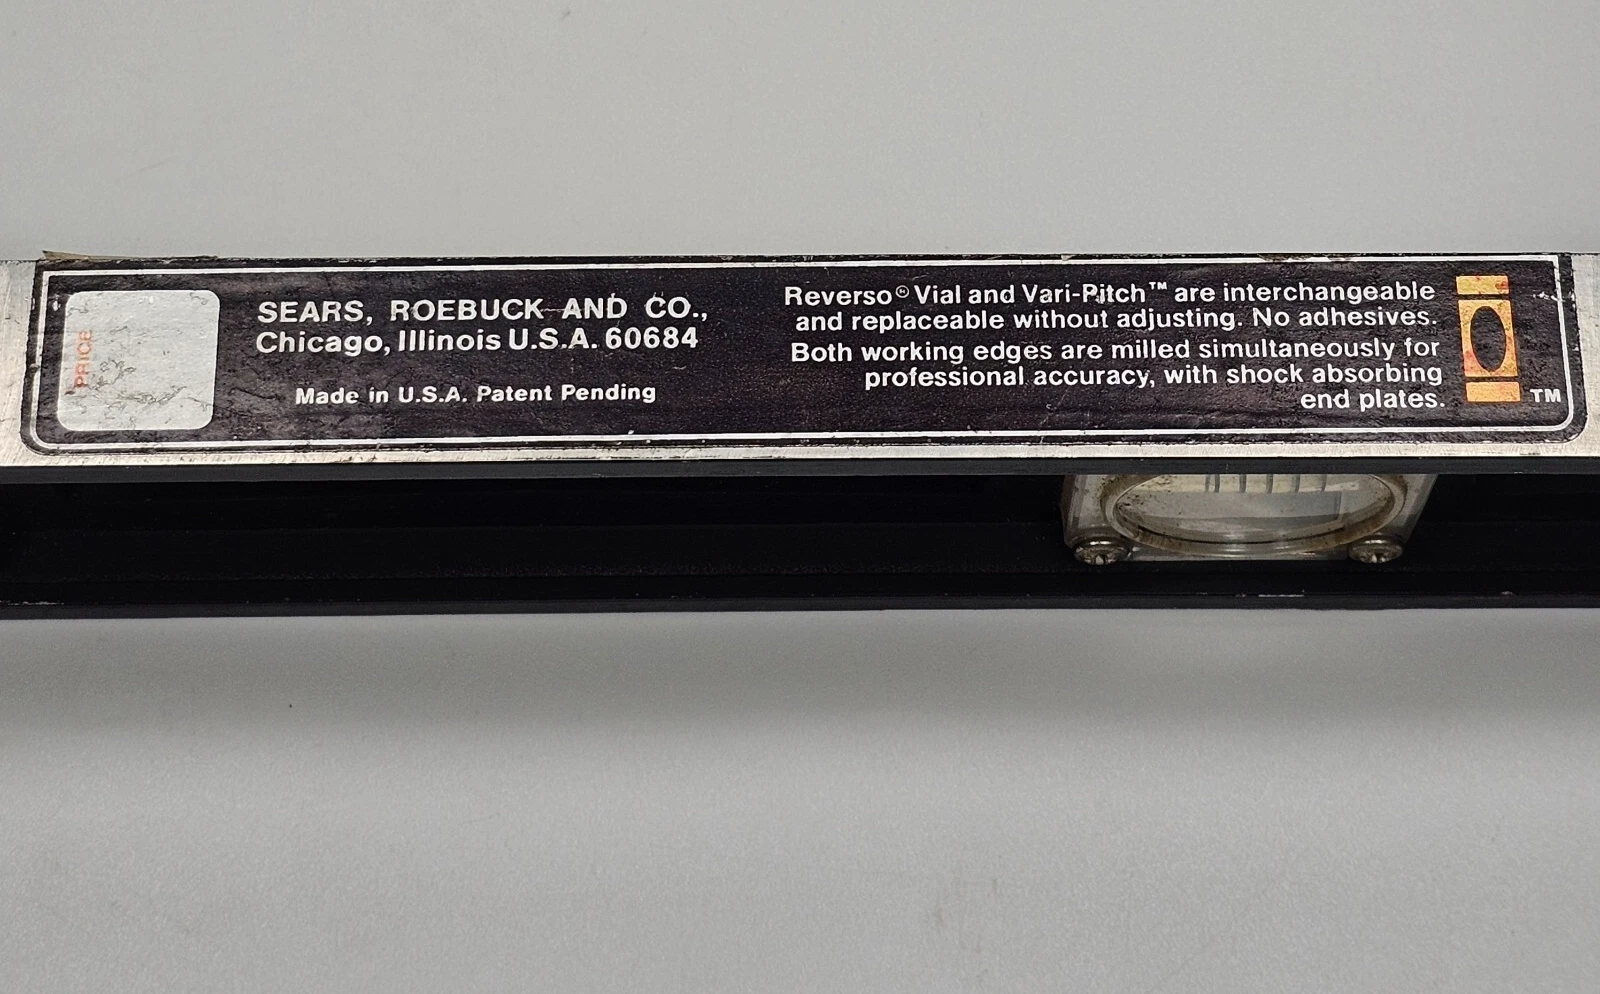 PRICE
SEARS, ROEBUCK AND CO.,
Chicago, Illinois U.S.A. 60684
Made in U.S.A. Patent Pending
Reverso® Vial and Vari-Pitch™ are interchangeable
and replaceable without adjusting. No adhesives.
Both working edges are milled simultaneously for
professional accuracy, with shock absorbing
end plates.
TM